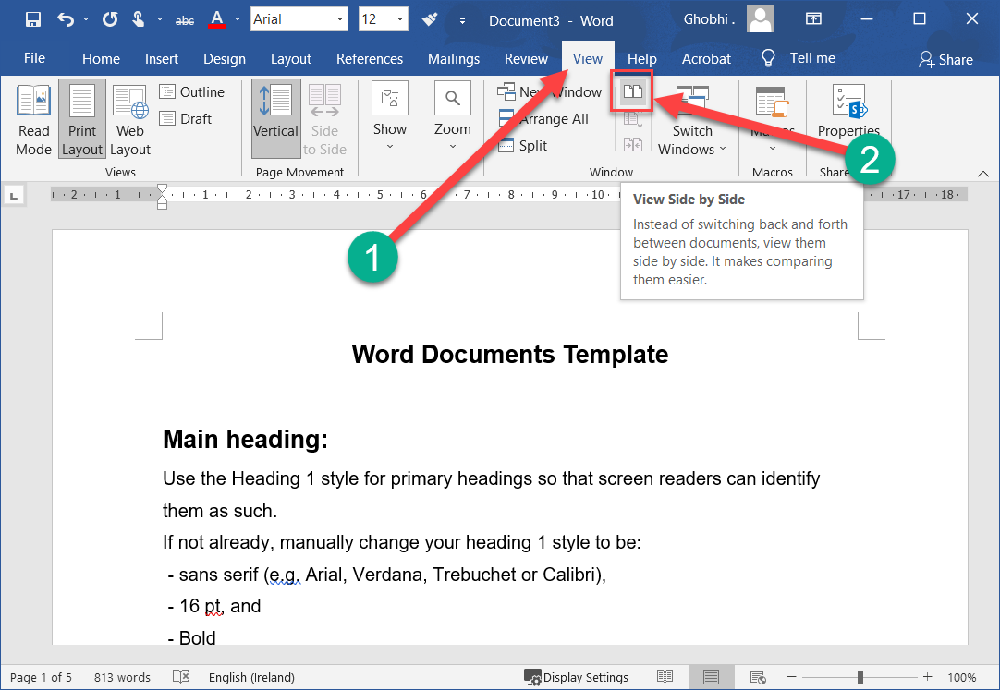 abc
A
Arial
12
Document3 - Word
Ghobhi .
File
Home
Insert
Design
Layout
References
Mailings
Review
View
Help
Acrobat
Tell me
Share
Read
Mode
Print
Layout
Web
Layout
Outline
Draft
Views
Vertical
Side
to Side
Page Movement
Show
Zoom
New Window
Arrange All
Split
Switch
Windows
Window
Macros
Macros
Properties
Share
1
2
L
2 1 1 2 3 4 5 6 7 8 9 10 17 18
View Side by Side
Instead of switching back and forth
between documents, view them
side by side. It makes comparing
them easier.
Word Documents Template
Main heading:
Use the Heading 1 style for primary headings so that screen readers can identify
them as such.
If not already, manually change your heading 1 style to be:
- sans serif (e.g. Arial, Verdana, Trebuchet or Calibri),
- 16 pt, and
- Bold
Page 1 of 5
813 words
English (Ireland)
Display Settings
100%